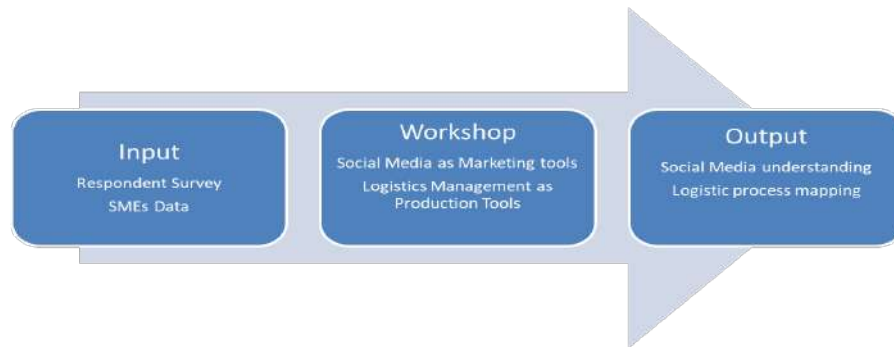 Input
Respondent Survey
SMEs Data
Workshop
Social Media as Marketing tools
Logistics Management as
Production Tools
Output
Social Media understanding
Logistic process mapping